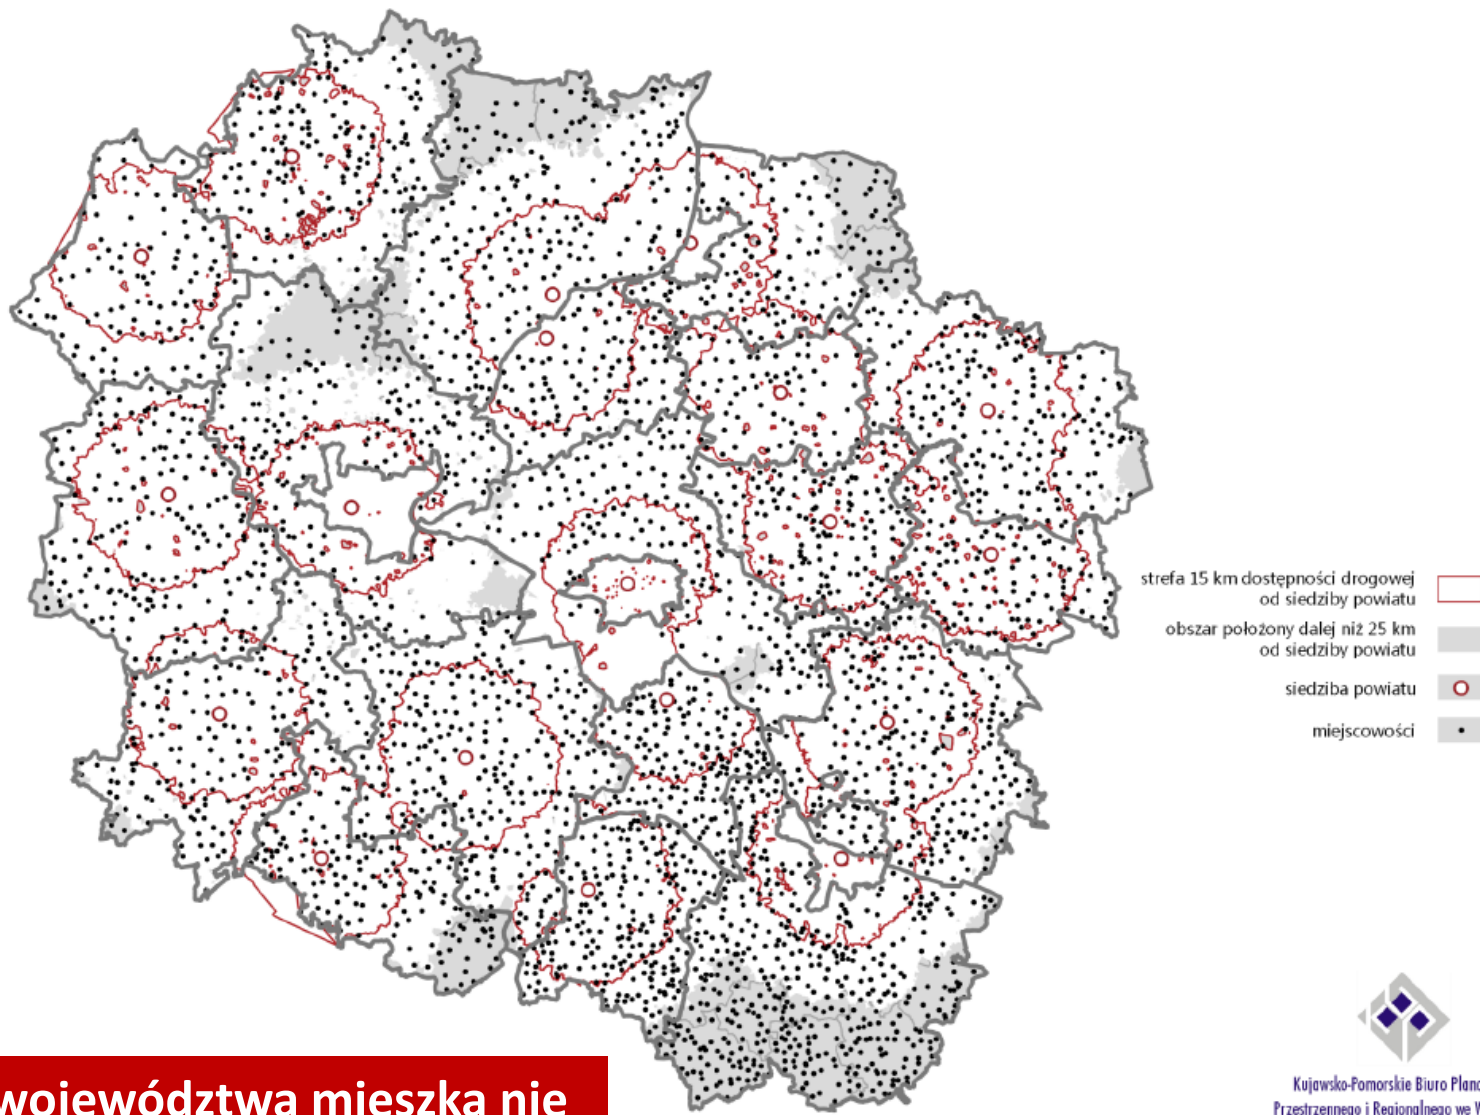 strefa 15 km dostępności drogowej
od siedziby powiatu
obszar położony dalej niż 25 km
od siedziby powiatu
siedziba powiatu
miejscowości
województwa mieszka nie
Kujawsko-Pomorskie Biuro
Przestrzennego i Regionalnego we